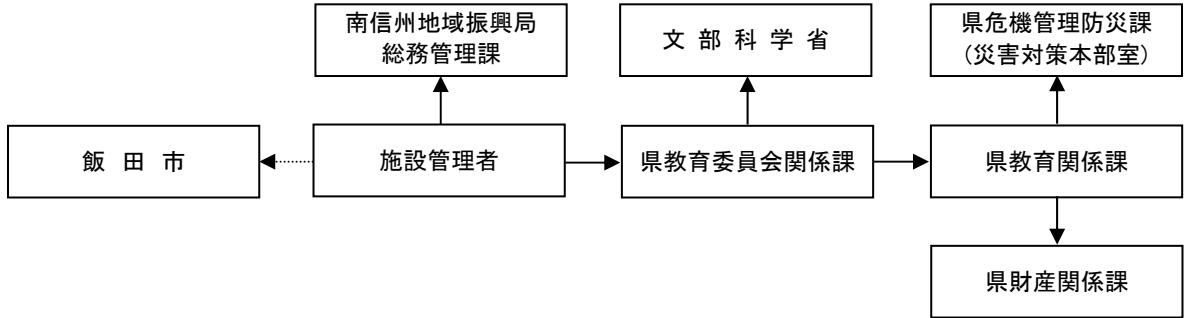 南信州地域振興局
総務管理課
文 部 科 学 省
県危機管理防災課
(災害対策本部室)
飯 田 市
施設管理者
県教育委員会関係課
県教育関係課
県財産関係課